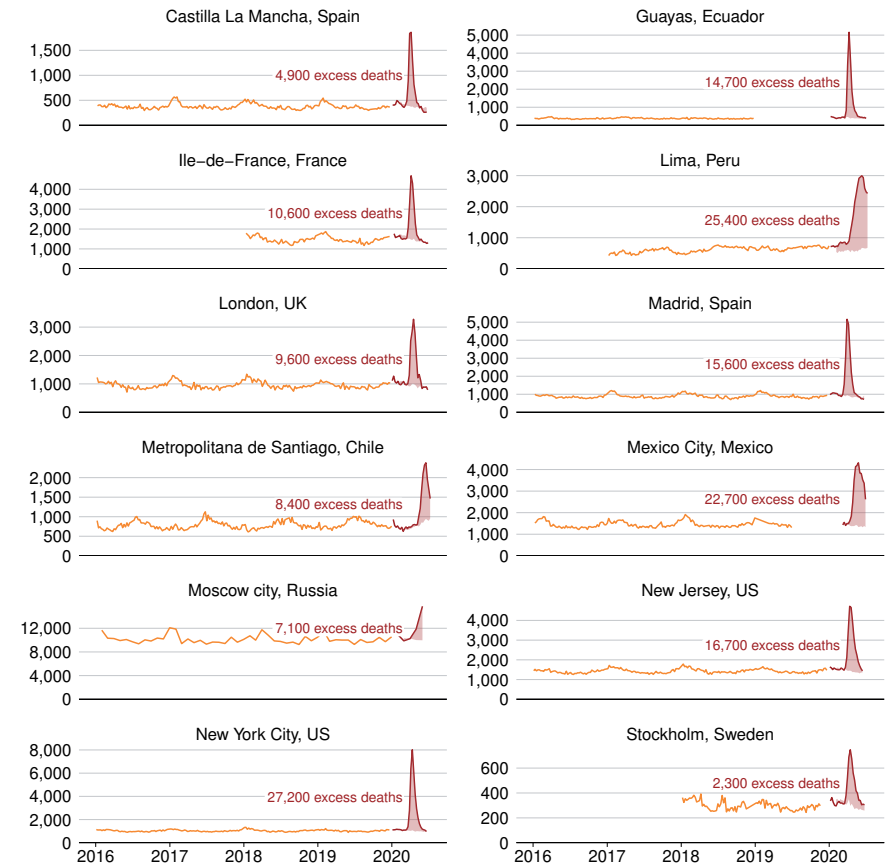 Castilla La Mancha, Spain
1,500
1,000
500
0
4,900 excess deaths
Guayas, Ecuador
5,000
4,000
3,000
2,000
1,000
0
14,700 excess deaths
Ile−de−France, France
4,000
3,000
2,000
1,000
0
10,600 excess deaths
Lima, Peru
3,000
2,000
1,000
0
25,400 excess deaths
London, UK
3,000
2,000
1,000
0
9,600 excess deaths
Madrid, Spain
5,000
4,000
3,000
2,000
1,000
0
15,600 excess deaths
Metropolitana de Santiago, Chile
2,000
1,500
1,000
500
0
8,400 excess deaths
Mexico City, Mexico
4,000
3,000
2,000
1,000
0
22,700 excess deaths
Moscow city, Russia
12,000
8,000
4,000
0
7,100 excess deaths
New Jersey, US
4,000
3,000
2,000
1,000
0
16,700 excess deaths
New York City, US
8,000
6,000
4,000
2,000
0
27,200 excess deaths
2016 2017 2018 2019 2020
Stockholm, Sweden
600
400
200
0
2,300 excess deaths
2016 2017 2018 2019 2020